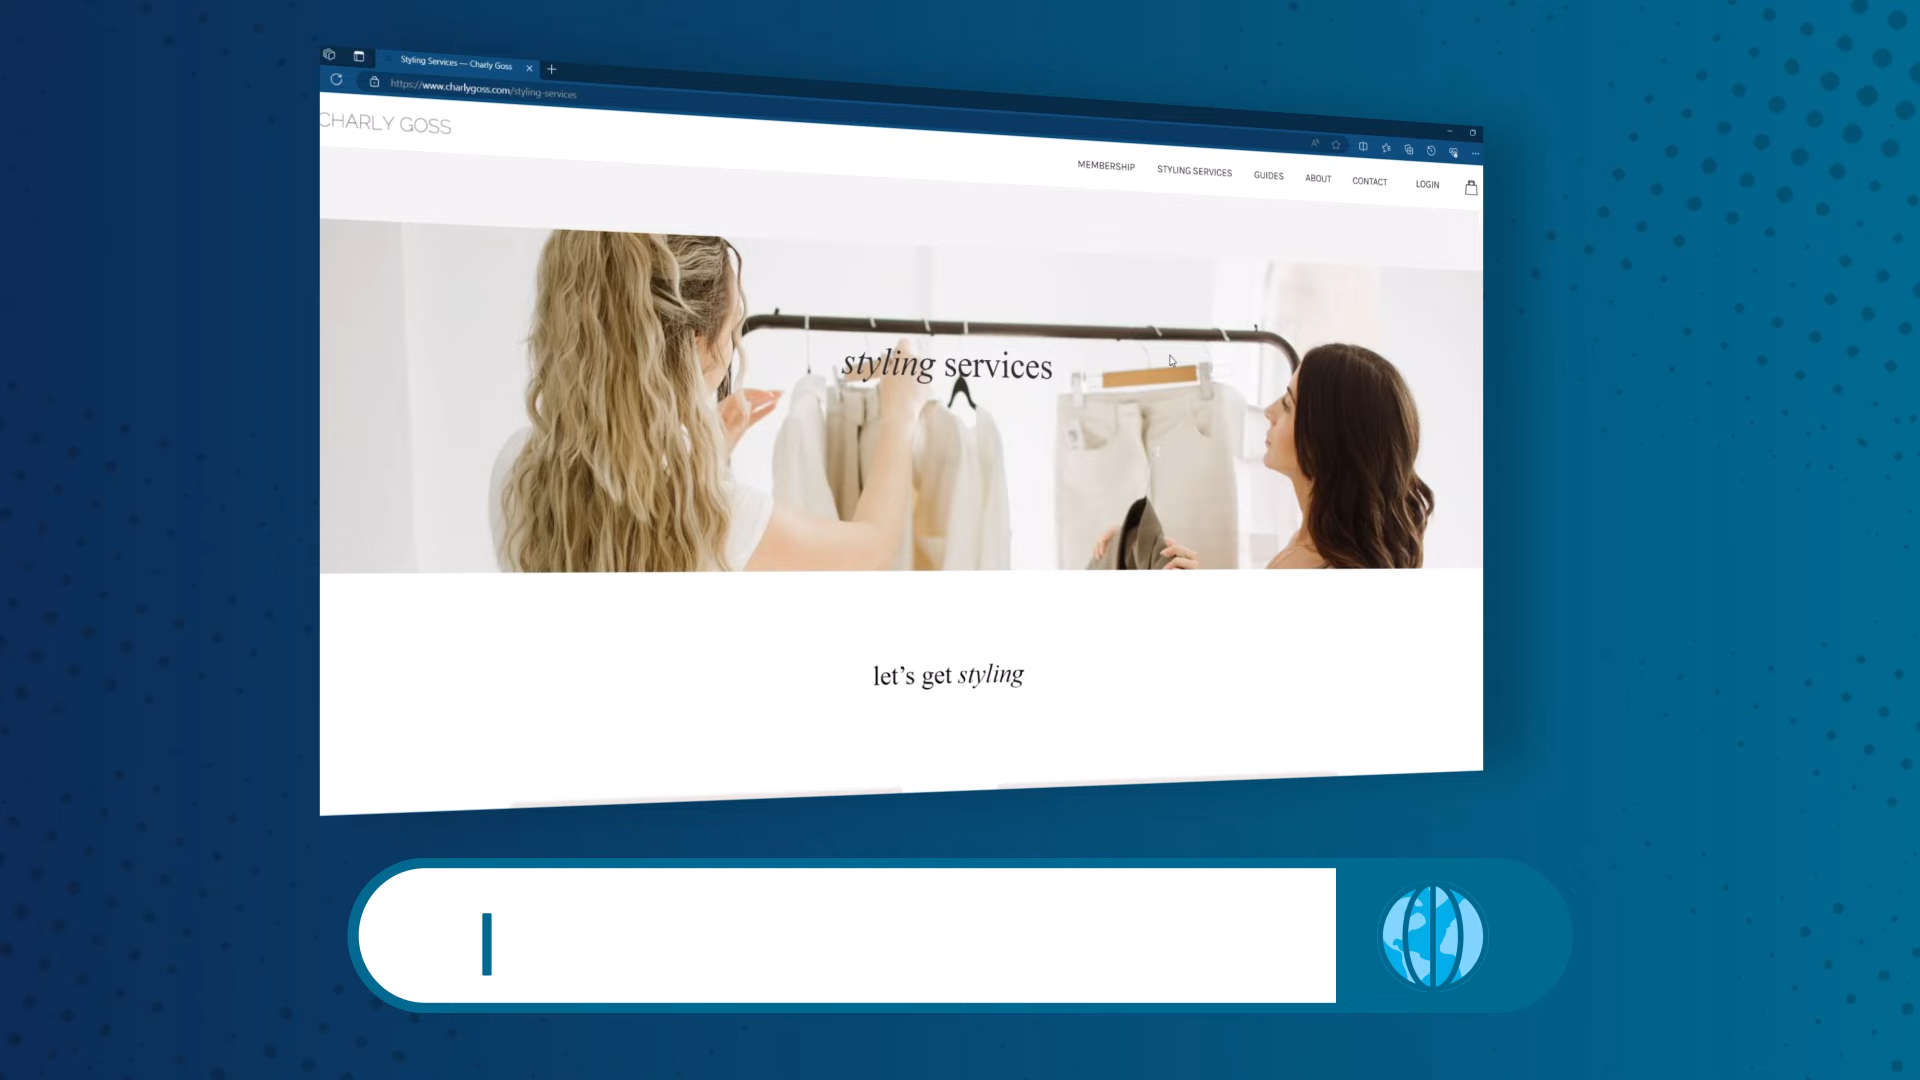 Styling Services — Charly Goss
https://www.charlygoss.com/styling-services
CHARLY GOSS
MEMBERSHIP STYLING SERVICES GUIDES ABOUT CONTACT LOGIN
styling services
let's get styling